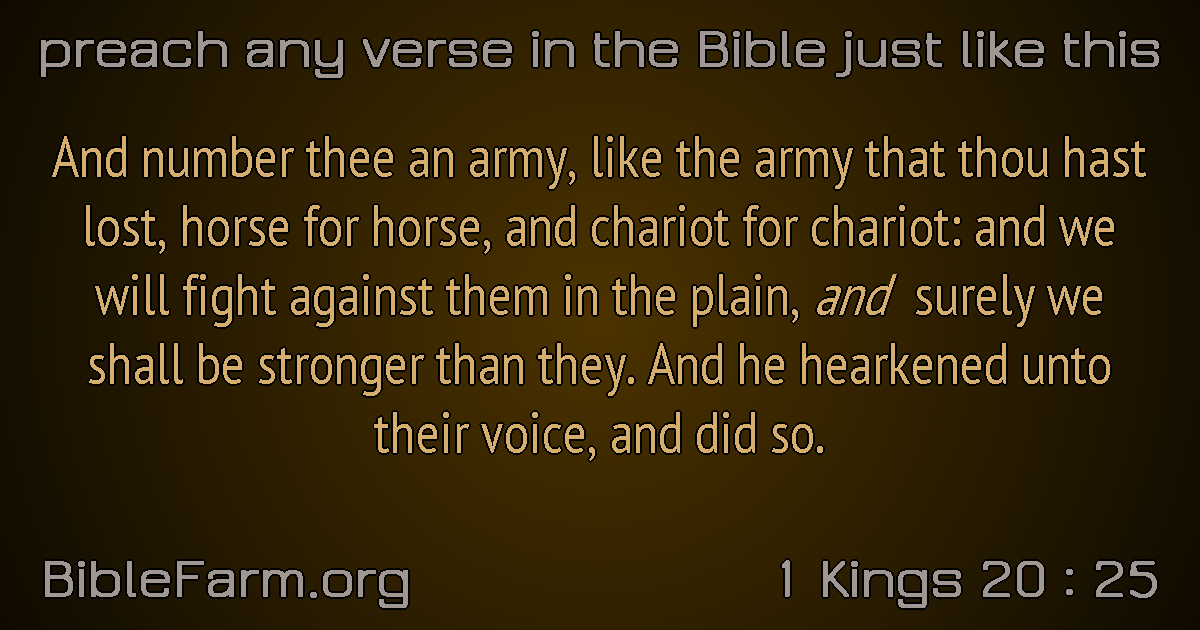 preach any verse in the Bible just like this
And number thee an army, like the army that thou hast
lost, horse for horse, and chariot for chariot: and we
will fight against them in the plain, and surely we
shall be stronger than they. And he hearkened unto
their voice, and did so.
BibleFarm.org
1 Kings 20 : 25